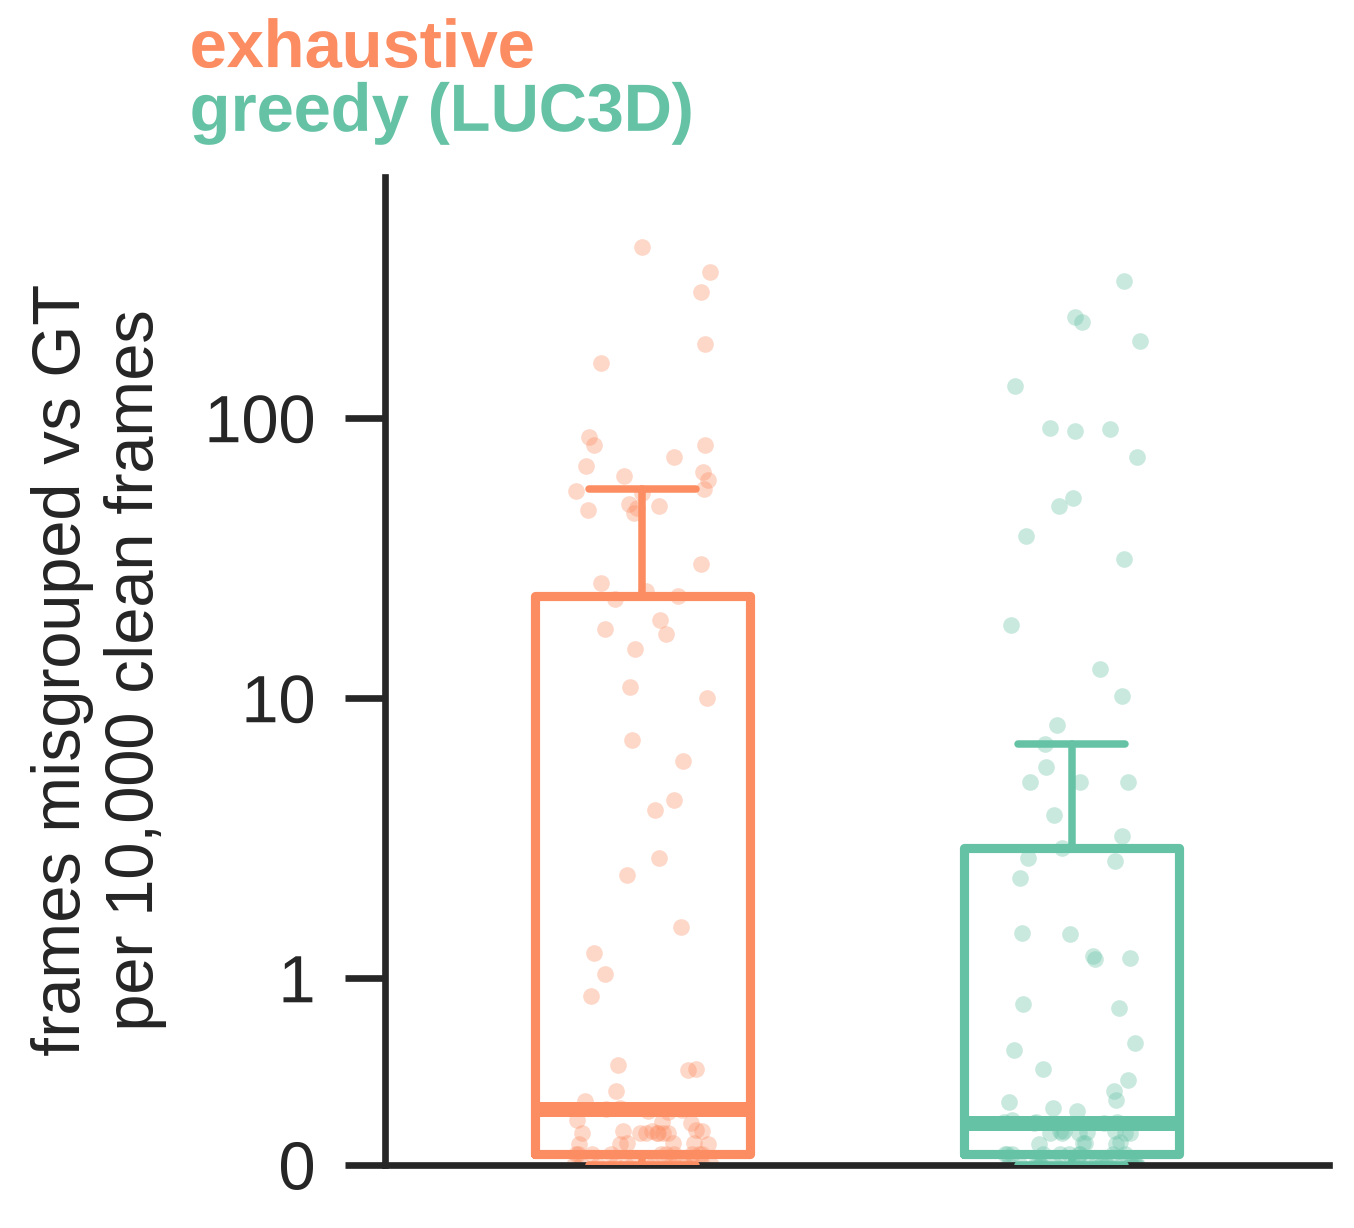 exhaustive
greedy (LUC3D)
frames misgrouped vs GT
per 10,000 clean frames
100
10
1
0